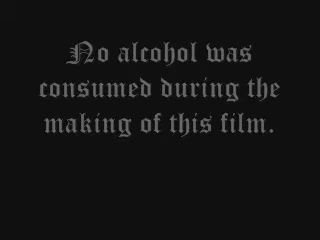 No alcohol was
consumed during the
making of this film.